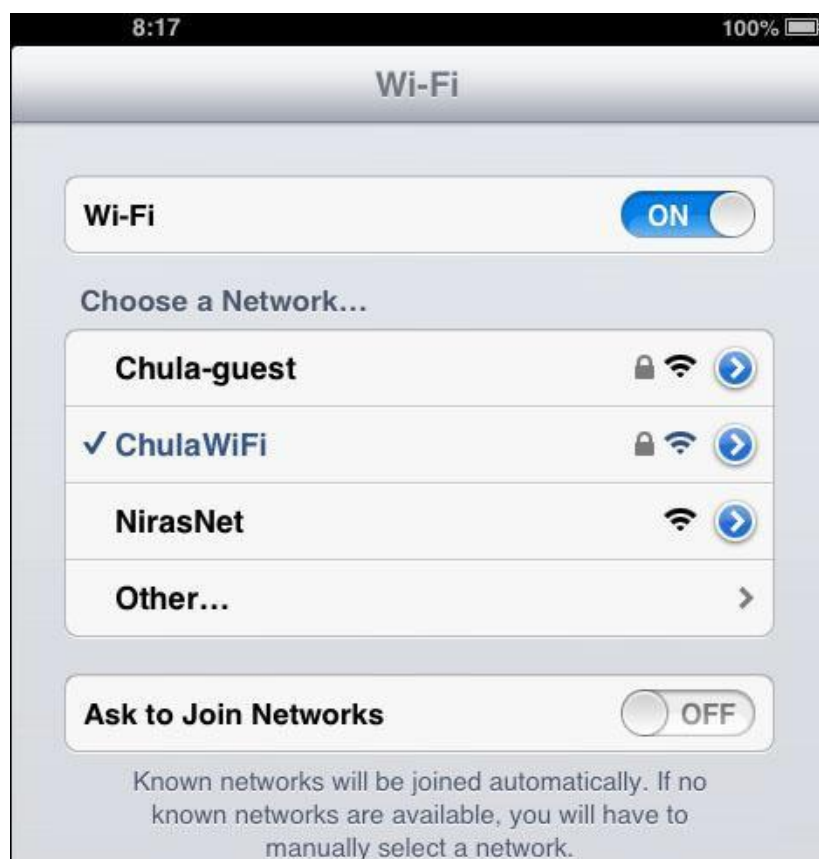 8:17 100%
Wi-Fi
Wi-Fi ON
Choose a Network...
Chula-guest
ChulaWiFi
NirasNet
Other...
Ask to Join Networks OFF
Known networks will be joined automatically. If no
known networks are available, you will have to
manually select a network.